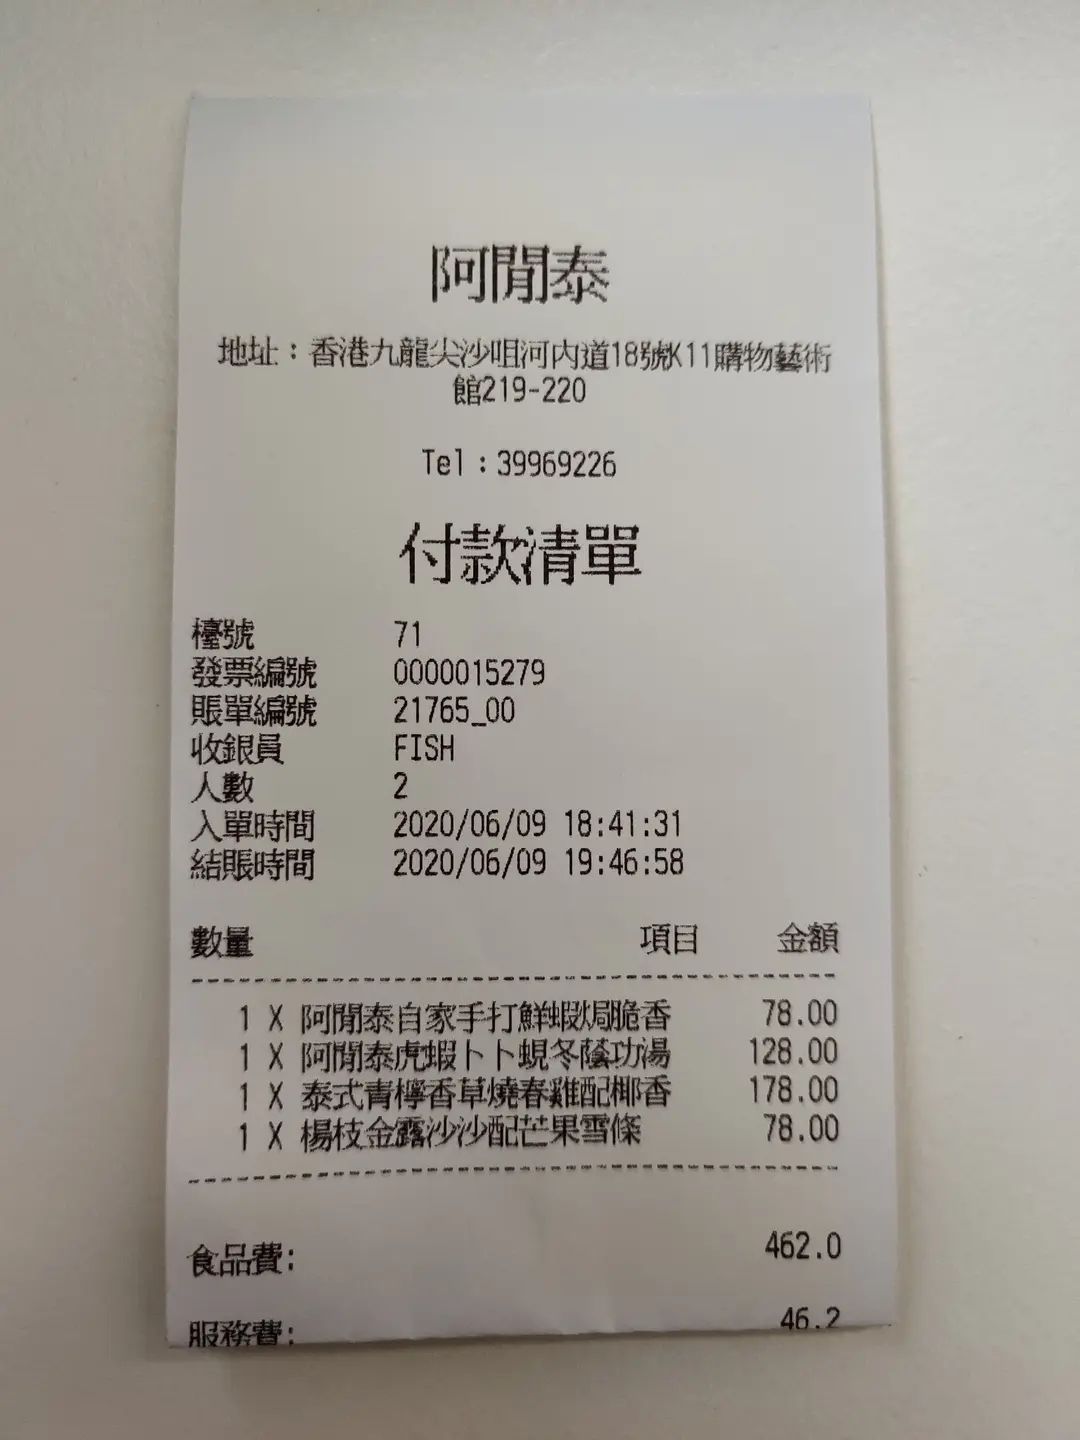 阿閒泰
地址：香港九龍尖沙咀河內道18號K11購物藝術
館219-220
Tel：39969226
付款清單
檯號 71
發票編號 0000015279
賬單編號 21765_00
收銀員 FISH
人數 2
入單時間 2020/06/09 18:41:31
結賬時間 2020/06/09 19:46:58
數量 項目 金額
1 X 阿閒泰自家手打鮮蝦焗脆香 78.00
1 X 阿閒泰虎蝦卜卜蜆冬蔭功湯 128.00
1 X 泰式青檸香草燒春雞配椰香 178.00
1 X 楊枝金露沙沙配芒果雪條 78.00
食品費: 462.0
服務費: 46.2